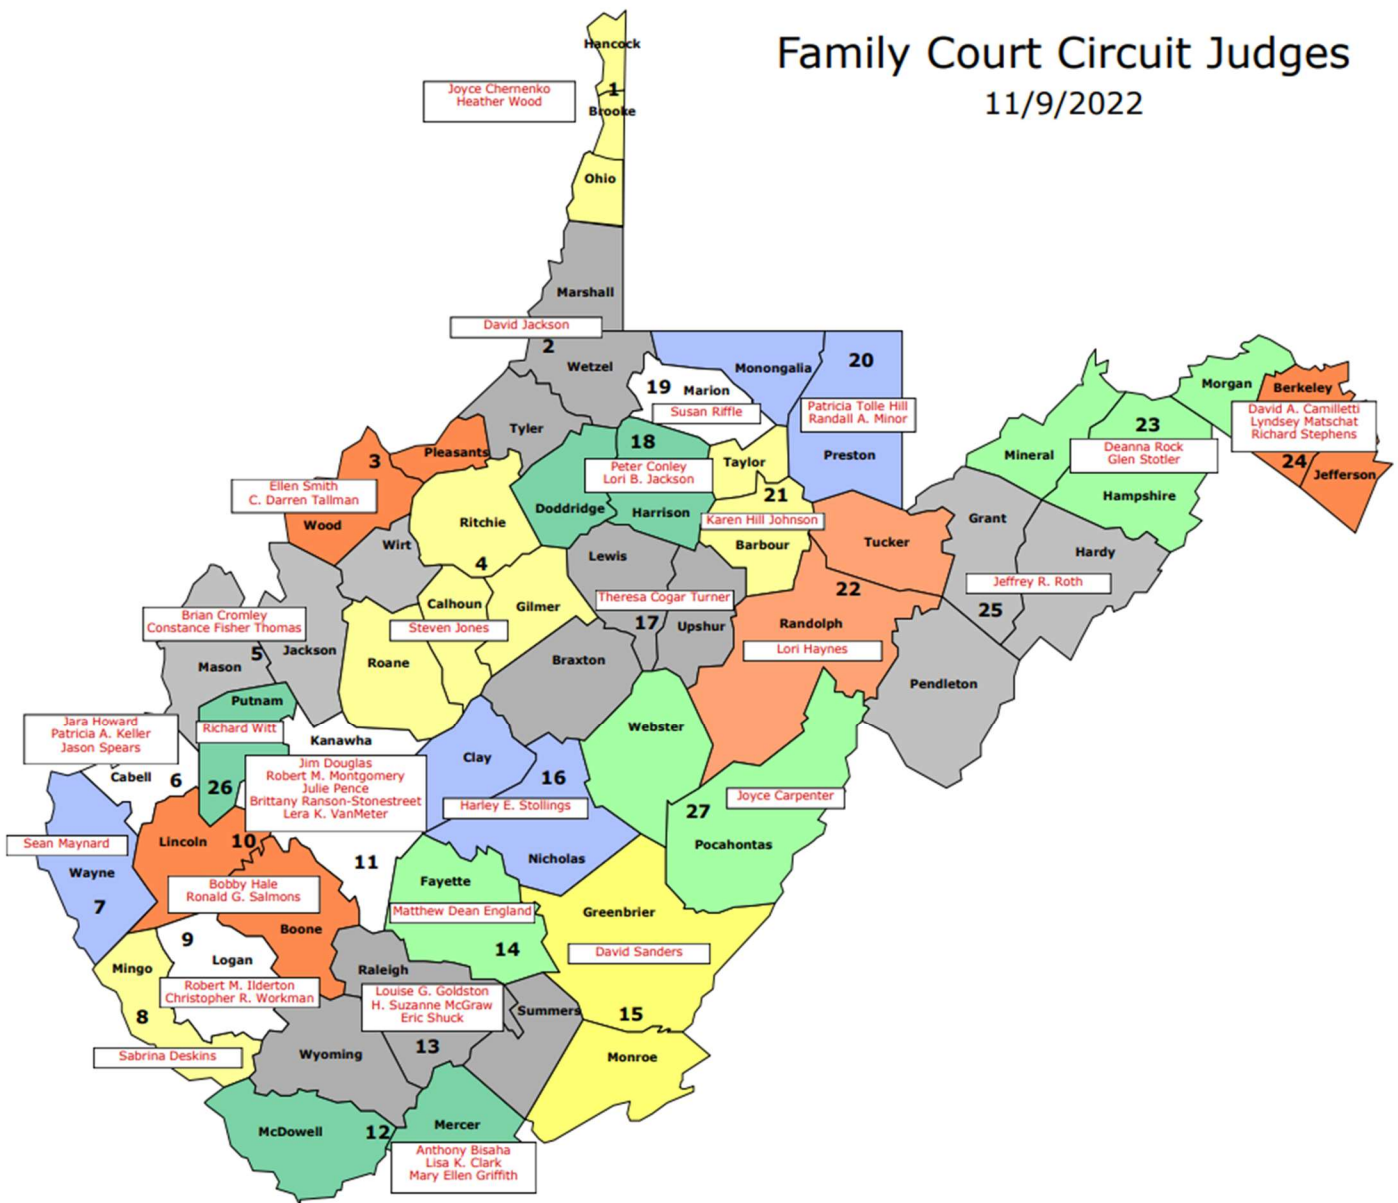 Family Court Circuit Judges
11/9/2022
Hancock
1
Joyce Chernenko
Heather Wood
Brooke
Ohio
Marshall
David Jackson
2
Wetzel
Tyler
19
Marion
Susan Riffle
Monongalia
20
Patricia Tolle Hill
Randall A. Minor
Preston
Morgan
Berkeley
David A. Camilletti
Lyndsey Matschat
Richard Stephens
24
Jefferson
23
Deanna Rock
Glen Stotler
Mineral
Hampshire
3
Pleasants
Ellen Smith
C. Darren Tallman
Wood
18
Peter Conley
Lori B. Jackson
Doddridge
Harrison
Taylor
21
Karen Hill Johnson
Barbour
Ritchie
Wirt
4
Calhoun
Gilmer
Steven Jones
Roane
Lewis
Theresa Cogar Turner
17
Upshur
Braxton
Tucker
22
Randolph
Lori Haynes
Grant
Hardy
Jeffrey R. Roth
25
Pendleton
Brian Cromley
Constance Fisher Thomas
5
Jackson
Mason
Putnam
Richard Witt
26
Jara Howard
Patricia A. Keller
Jason Spears
Cabell
6
Kanawha
Jim Douglas
Robert M. Montgomery
Julie Pence
Brittany Ranson-Stonestreet
Lera K. VanMeter
11
Clay
16
Harley E. Stollings
Nicholas
Webster
Joyce Carpenter
27
Pocahontas
Sean Maynard
Wayne
7
Lincoln
10
Bobby Hale
Ronald G. Salmons
Boone
Fayette
Matthew Dean England
14
Greenbrier
David Sanders
15
Monroe
9
Logan
Robert M. Ilderton
Christopher R. Workman
Mingo
8
Sabrina Deskins
Raleigh
Louise G. Goldston
H. Suzanne McGraw
Eric Shuck
13
Summers
Wyoming
McDowell
12
Mercer
Anthony Bisaha
Lisa K. Clark
Mary Ellen Griffith